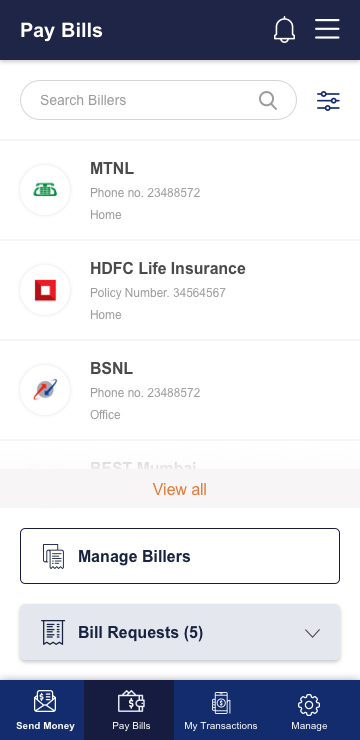 Pay Bills
Search Billers
MTNL
Phone no. 23488572
Home
HDFC Life Insurance
Policy Number. 34564567
Home
BSNL
Phone no. 23488572
Office
BEST Mumbai
View all
Manage Billers
Bill Requests (5)
Send Money
Pay Bills
My Transactions
Manage